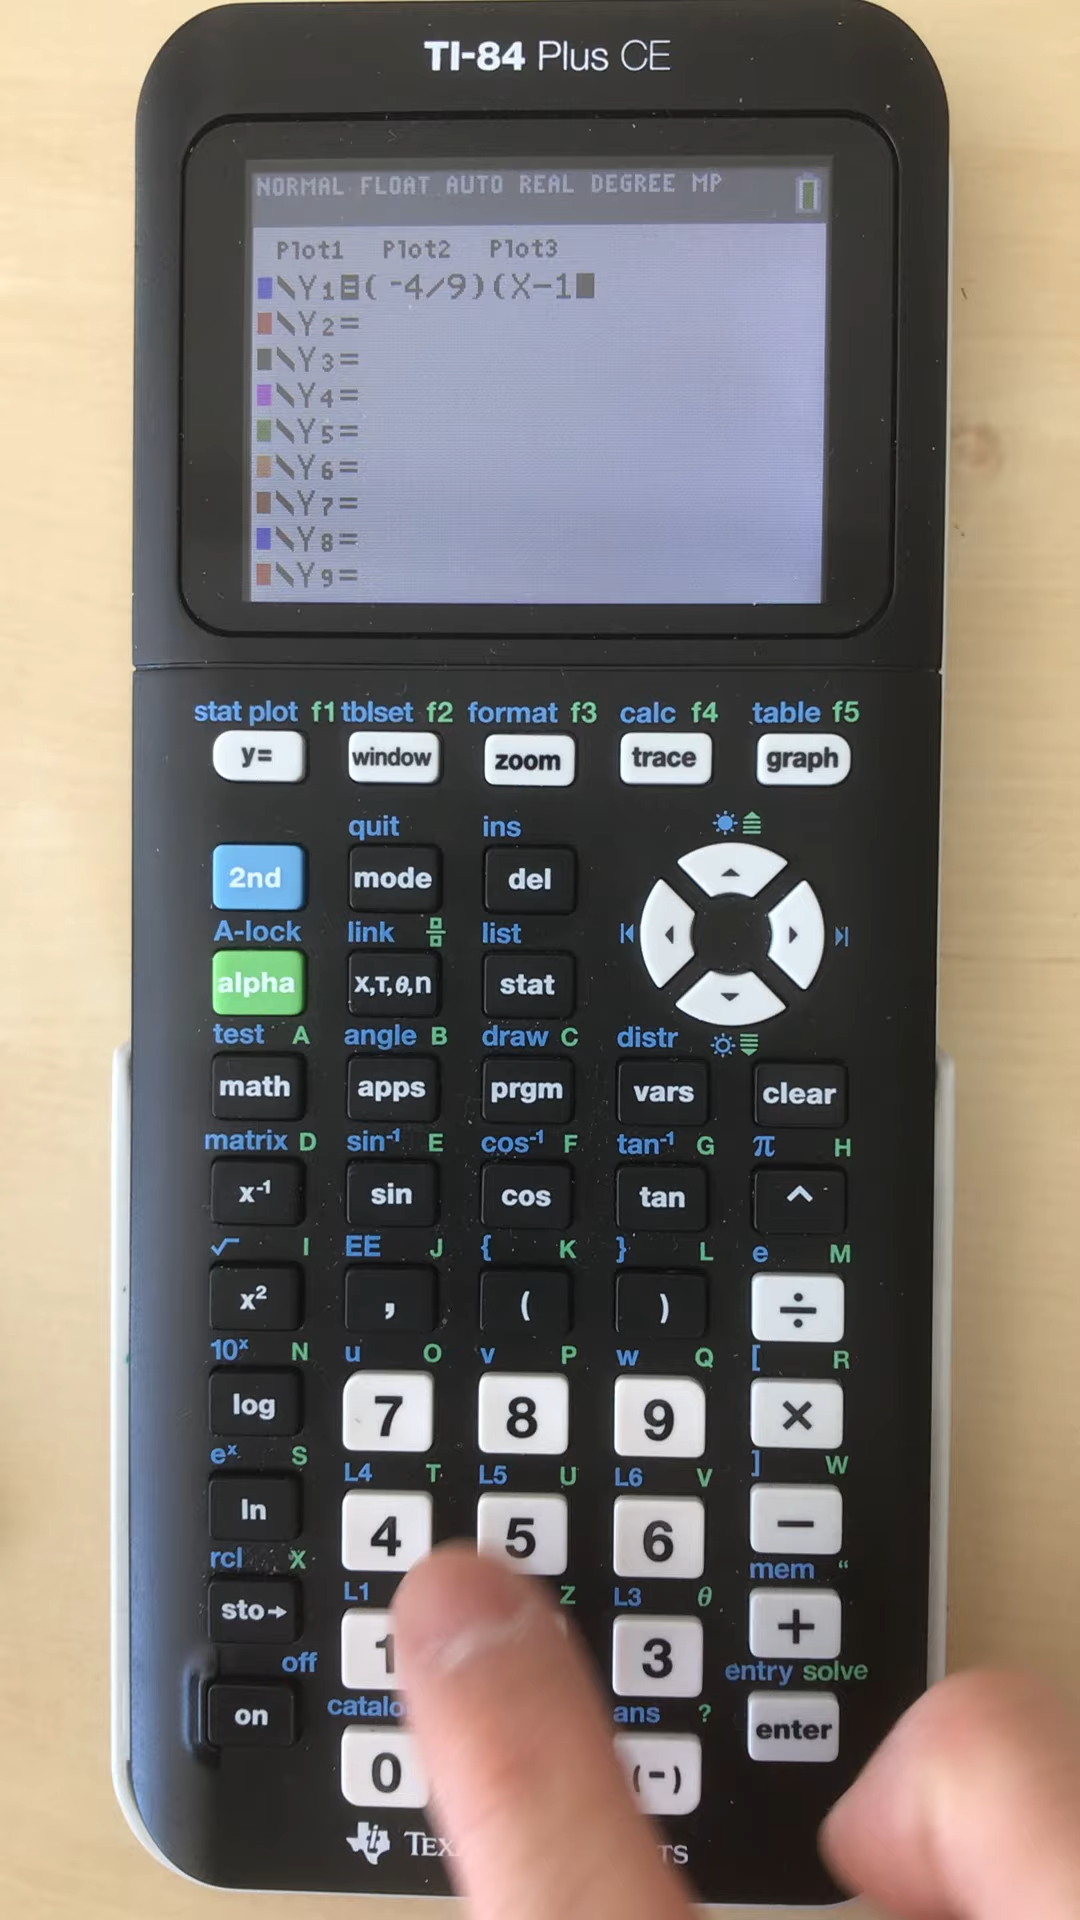 TI-84 Plus CE
NORMAL FLOAT AUTO REAL DEGREE MP
Plot1 Plot2 Plot3
\Y1=(-4/9)(X-1
\Y2=
\Y3=
\Y4=
\Y5=
\Y6=
\Y7=
\Y8=
\Y9=
stat plot f1 tblset f2 format f3 calc f4 table f5
y= window zoom trace graph
quit ins
2nd mode del
A-lock link list
alpha X,T,θ,n stat
test A angle B draw C distr
math apps prgm vars clear
matrix D sin⁻¹ E cos⁻¹ F tan⁻¹ G π H
x⁻¹ sin cos tan ^
√ I EE J { K } L e M
x² , ( ) ÷
10ˣ N u O v P w Q [ R
log 7 8 9 ×
eˣ S L4 T L5 U L6 V ] W
ln 4 5 6 −
rcl X L1 Z L3 θ mem “
sto→ 1 3 +
off catalo ans ? entry solve
on 0 (-) enter